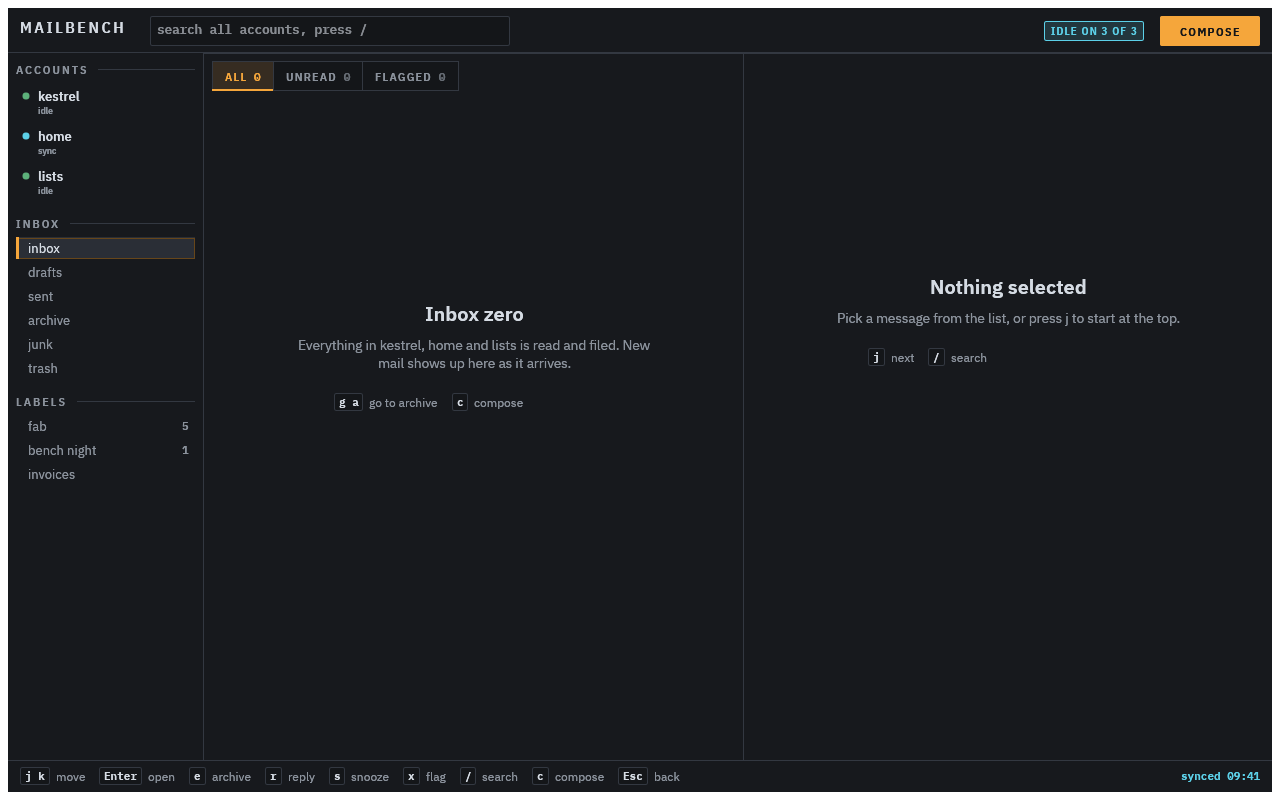 MAILBENCH
search all accounts, press /
IDLE ON 3 OF 3
COMPOSE
ACCOUNTS
kestrel
idle
home
sync
lists
idle
INBOX
inbox
drafts
sent
archive
junk
trash
LABELS
fab 5
bench night 1
invoices
ALL 0 UNREAD 0 FLAGGED 0
Inbox zero
Everything in kestrel, home and lists is read and filed. New
mail shows up here as it arrives.
g a go to archive c compose
Nothing selected
Pick a message from the list, or press j to start at the top.
j next / search
j k move Enter open e archive r reply s snooze x flag / search c compose Esc back
synced 09:41